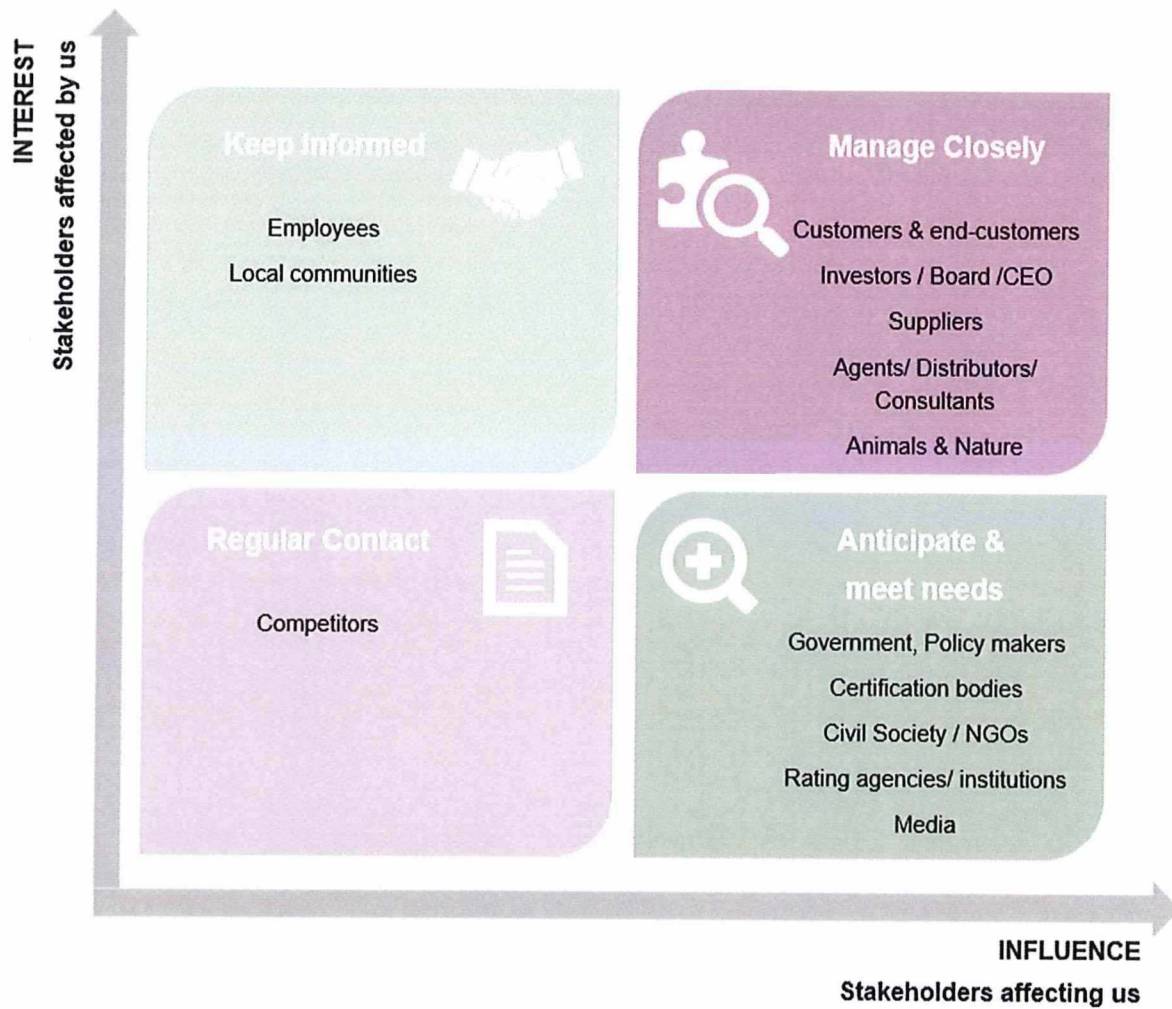 INTEREST
Stakeholders affected by us
Keep Informed
Employees
Local communities
Manage Closely
Customers & end-customers
Investors / Board /CEO
Suppliers
Agents/ Distributors/
Consultants
Animals & Nature
Regular Contact
Competitors
Anticipate &
meet needs
Government, Policy makers
Certification bodies
Civil Society / NGOs
Rating agencies/ institutions
Media
INFLUENCE
Stakeholders affecting us